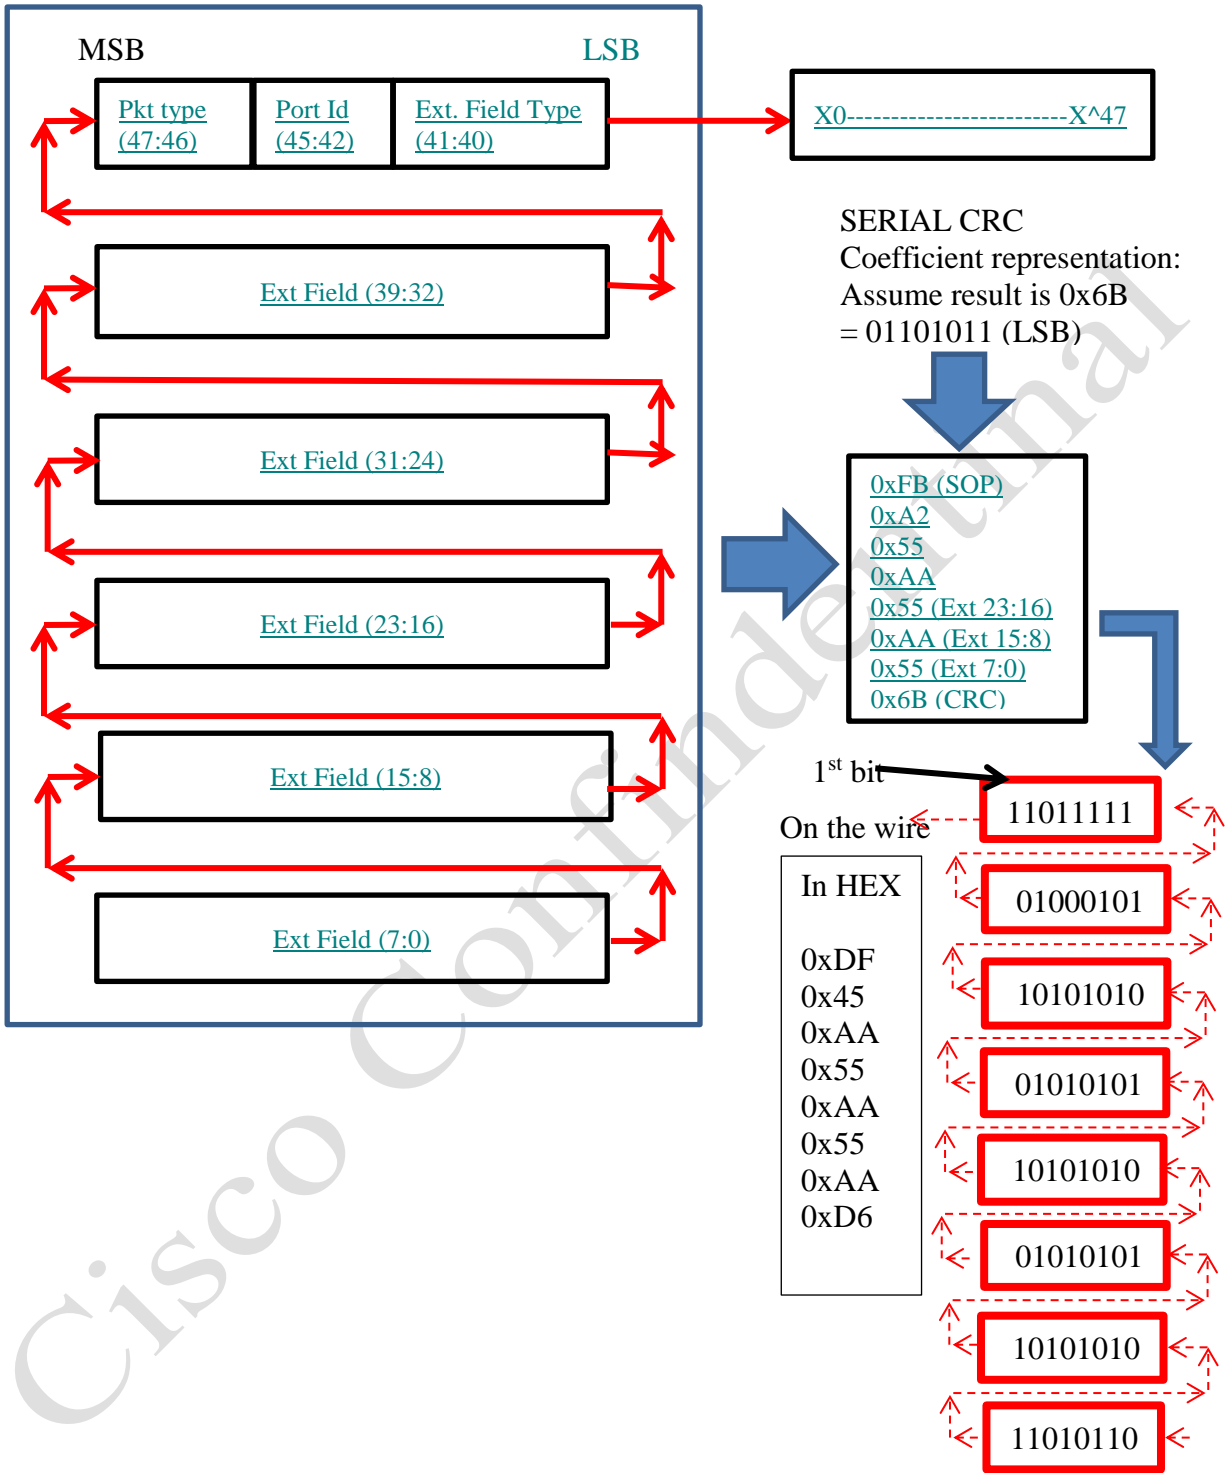 MSB
LSB
Pkt type
(47:46)
Port Id
(45:42)
Ext. Field Type
(41:40)
X0-------------------------X^47
Ext Field (39:32)
Ext Field (31:24)
Ext Field (23:16)
Ext Field (15:8)
Ext Field (7:0)
SERIAL CRC
Coefficient representation:
Assume result is 0x6B
= 01101011 (LSB)
0xFB (SOP)
0xA2
0x55
0xAA
0x55 (Ext 23:16)
0xAA (Ext 15:8)
0x55 (Ext 7:0)
0x6B (CRC)
1st bit
On the wire
In HEX
0xDF
0x45
0xAA
0x55
0xAA
0x55
0xAA
0xD6
11011111
01000101
10101010
01010101
10101010
01010101
10101010
11010110
Cisco Confindentinal